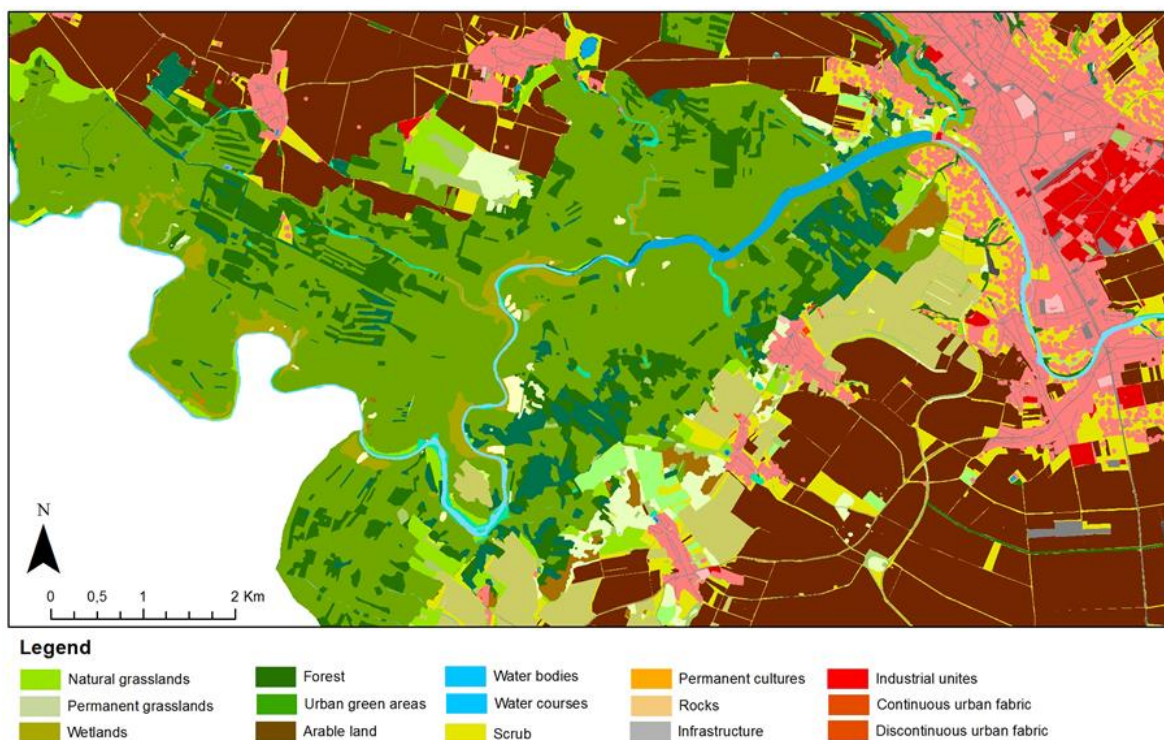 N
0 0,5 1 2 Km
Legend
Natural grasslands
Permanent grasslands
Wetlands
Forest
Urban green areas
Arable land
Water bodies
Water courses
Scrub
Permanent cultures
Rocks
Infrastructure
Industrial unites
Continuous urban fabric
Discontinuous urban fabric